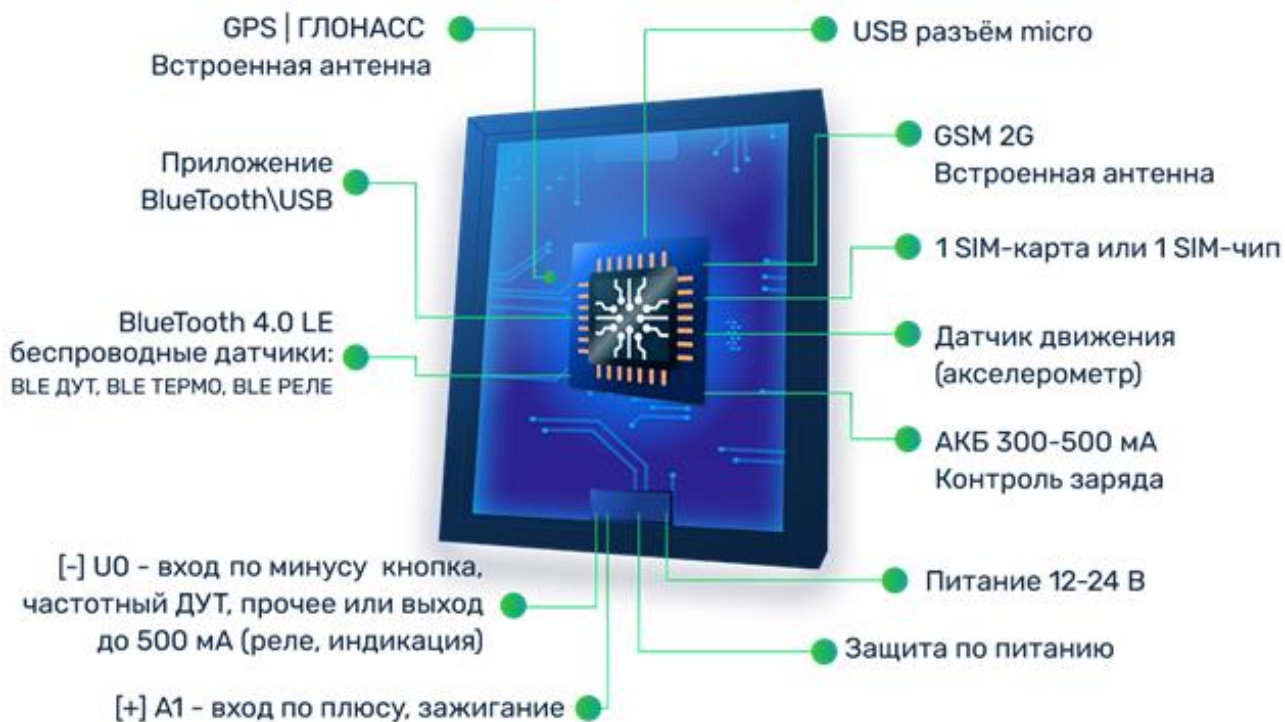 GPS | ГЛОНАСС
Встроенная антенна
USB разъём micro
GSM 2G
Встроенная антенна
Приложение
BlueTooth\USB
1 SIM-карта или 1 SIM-чип
BlueTooth 4.0 LE
беспроводные датчики:
BLE ДУТ, BLE ТЕРМО, BLE РЕЛЕ
Датчик движения
(акселерометр)
АКБ 300-500 мА
Контроль заряда
[-] U0 - вход по минусу кнопка,
частотный ДУТ, прочее или выход
до 500 мА (реле, индикация)
Питание 12-24 В
Защита по питанию
[+] A1 - вход по плюсу, зажигание